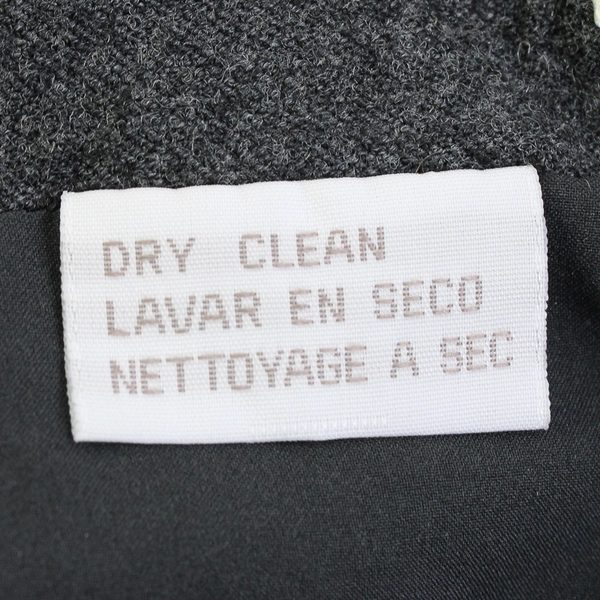 DRY CLEAN
LAVAR EN SECO
NETTOYAGE A SEC